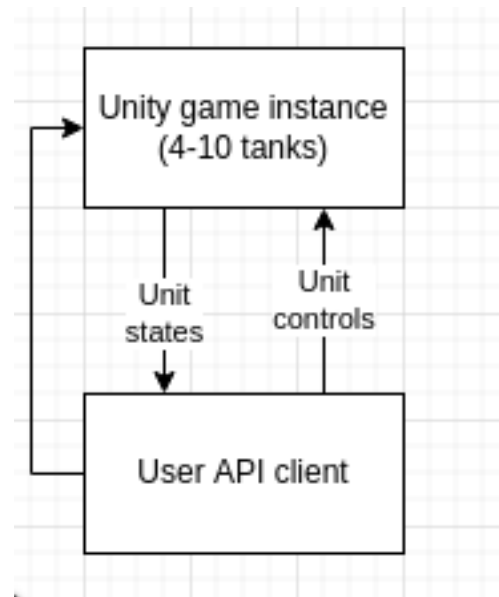 Unity game instance
(4-10 tanks)
Unit
states
Unit
controls
User API client